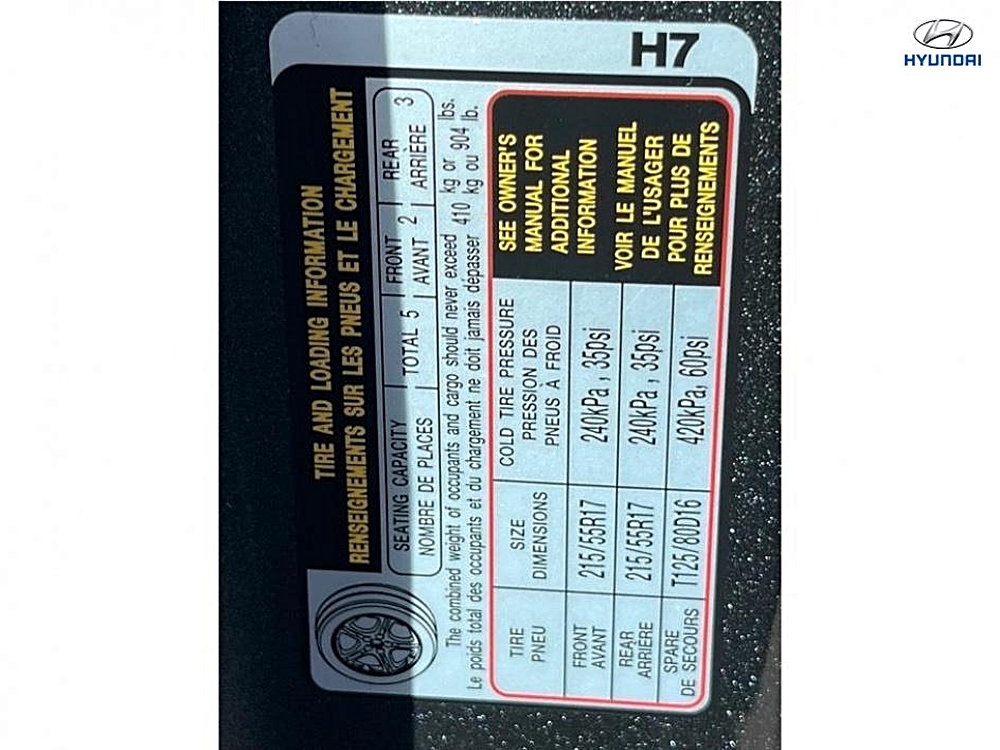 HYUNDAI
H7
TIRE AND LOADING INFORMATION
RENSEIGNEMENTS SUR LES PNEUS ET LE CHARGEMENT
SEATING CAPACITY TOTAL 5 FRONT 2 REAR 3
NOMBRE DE PLACES AVANT ARRIÈRE
The combined weight of occupants and cargo should never exceed 410 kg or 904 lbs.
Le poids total des occupants et du chargement ne doit jamais dépasser 410 kg ou 904 lb.
TIRE SIZE COLD TIRE PRESSURE
PNEU DIMENSIONS PRESSION DES
PNEUS À FROID
FRONT
AVANT 215/55R17 240kPa, 35psi
REAR
ARRIERE 215/55R17 240kPa, 35psi
SPARE
DE SECOURS T125/80D16 420kPa, 60psi
SEE OWNER'S
MANUAL FOR
ADDITIONAL
INFORMATION
VOIR LE MANUEL
DE L'USAGER
POUR PLUS DE
RENSEIGNEMENTS